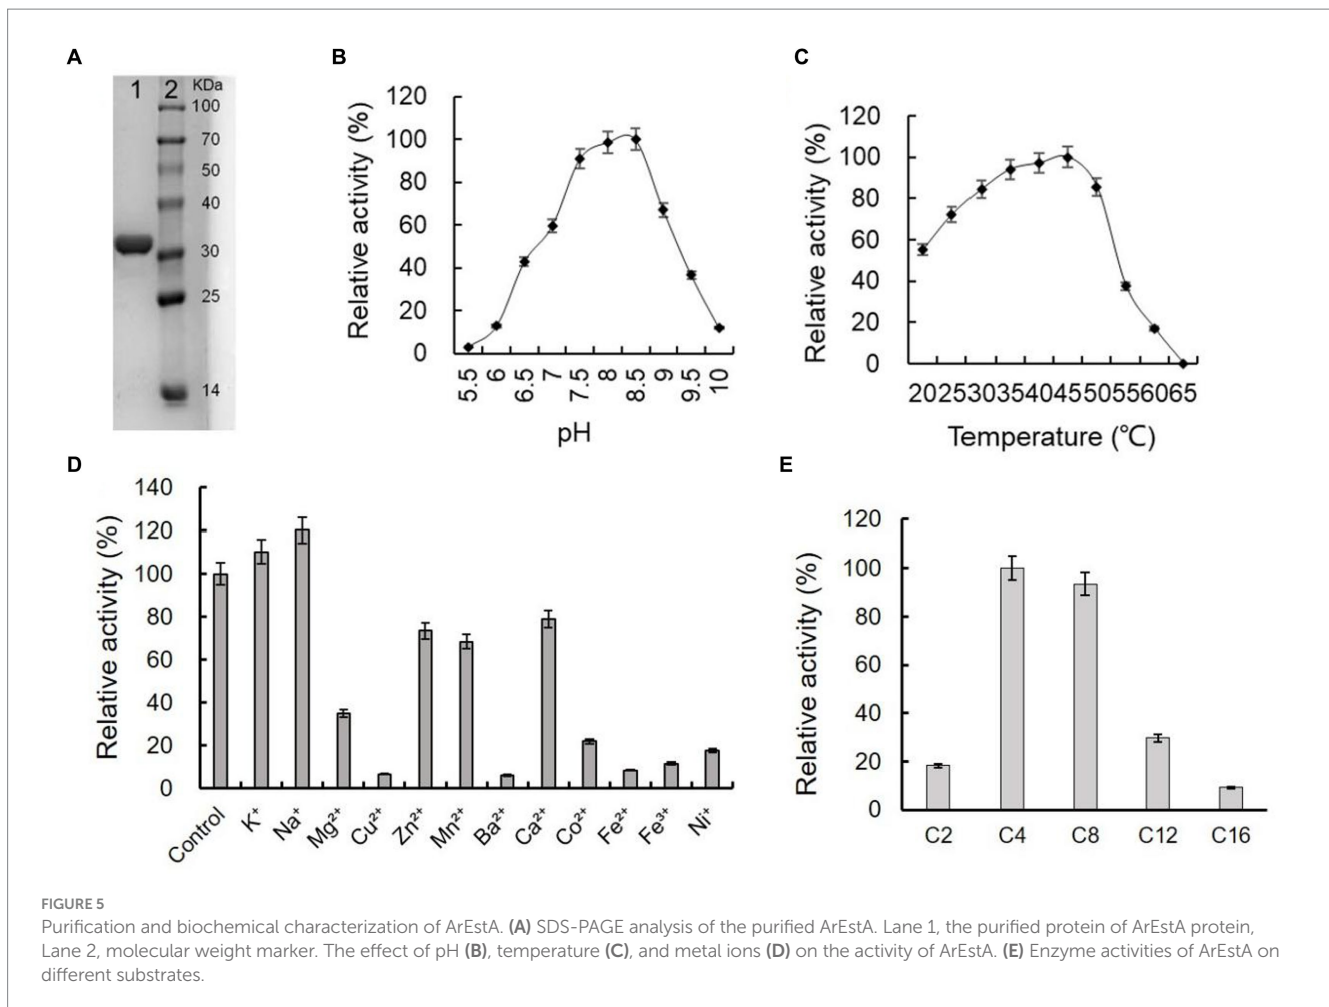 A
1 2 KDa
100
70
50
40
30
25
14
B
Relative activity (%)
120
100
80
60
40
20
0
5.5 6 6.5 7 7.5 8 8.5 9 9.5 10
pH
C
Relative activity (%)
120
100
80
60
40
20
0
20253035404550556065
Temperature (℃)
D
Relative activity (%)
140
120
100
80
60
40
20
0
Control K⁺ Na⁺ Mg²⁺ Cu²⁺ Zn²⁺ Mn²⁺ Ba²⁺ Ca²⁺ Co²⁺ Fe²⁺ Fe³⁺ Ni⁺
E
Relative activity (%)
120
100
80
60
40
20
0
C2 C4 C8 C12 C16
FIGURE 5
Purification and biochemical characterization of ArEstA. (A) SDS-PAGE analysis of the purified ArEstA. Lane 1, the purified protein of ArEstA protein,
Lane 2, molecular weight marker. The effect of pH (B), temperature (C), and metal ions (D) on the activity of ArEstA. (E) Enzyme activities of ArEstA on
different substrates.